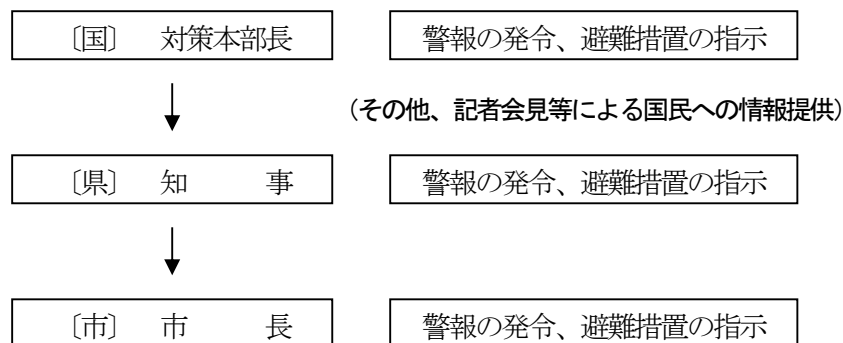 〔国〕 対策本部長 警報の発令、避難措置の指示
（その他、記者会見等による国民への情報提供）
〔県〕 知 事 警報の発令、避難措置の指示
〔市〕 市 長 警報の発令、避難措置の指示